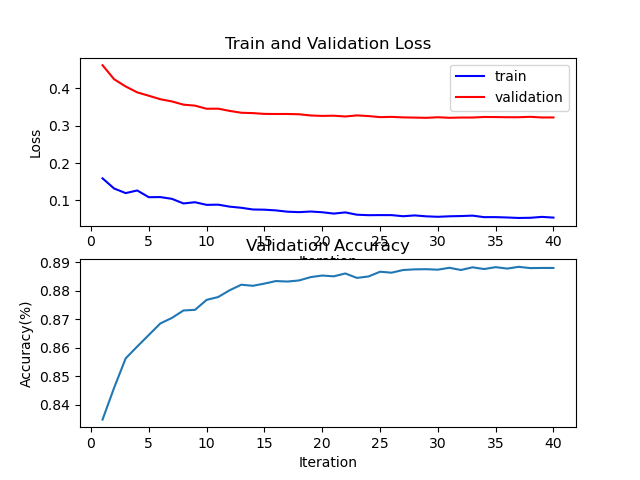 Train and Validation Loss
Loss
0.4
0.3
0.2
0.1
train
validation
0 5 10 15 20 25 30 35 40
Validation Accuracy
Accuracy(%)
0.89
0.88
0.87
0.86
0.85
0.84
0 5 10 15 20 25 30 35 40
Iteration